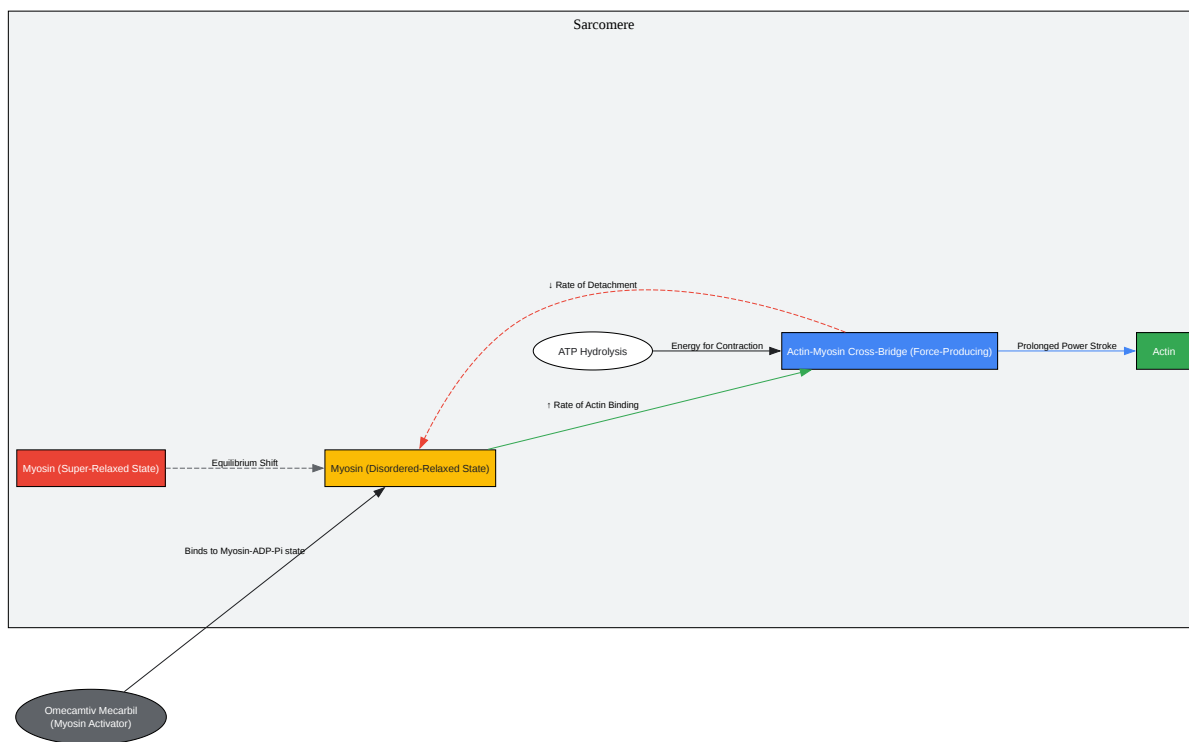 Sarcomere
↓ Rate of Detachment
ATP Hydrolysis
Energy for Contraction
Actin-Myosin Cross-Bridge (Force-Producing)
Prolonged Power Stroke
Actin
↑ Rate of Actin Binding
Myosin (Super-Relaxed State)
Equilibrium Shift
Myosin (Disordered-Relaxed State)
Binds to Myosin-ADP-Pi state
Omecamtiv Mecarbil
(Myosin Activator)